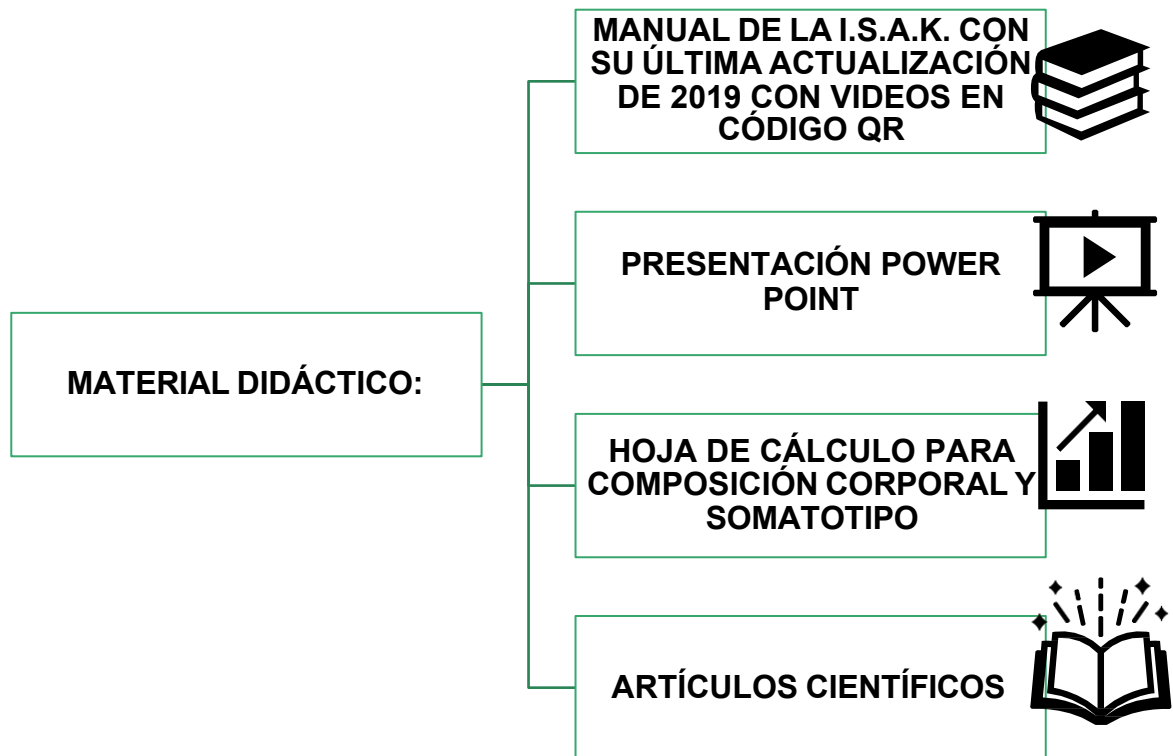 MANUAL DE LA I.S.A.K. CON
SU ÚLTIMA ACTUALIZACIÓN
DE 2019 CON VIDEOS EN
CÓDIGO QR
PRESENTACIÓN POWER
POINT
MATERIAL DIDÁCTICO:
HOJA DE CÁLCULO PARA
COMPOSICIÓN CORPORAL Y
SOMATOTIPO
ARTÍCULOS CIENTÍFICOS